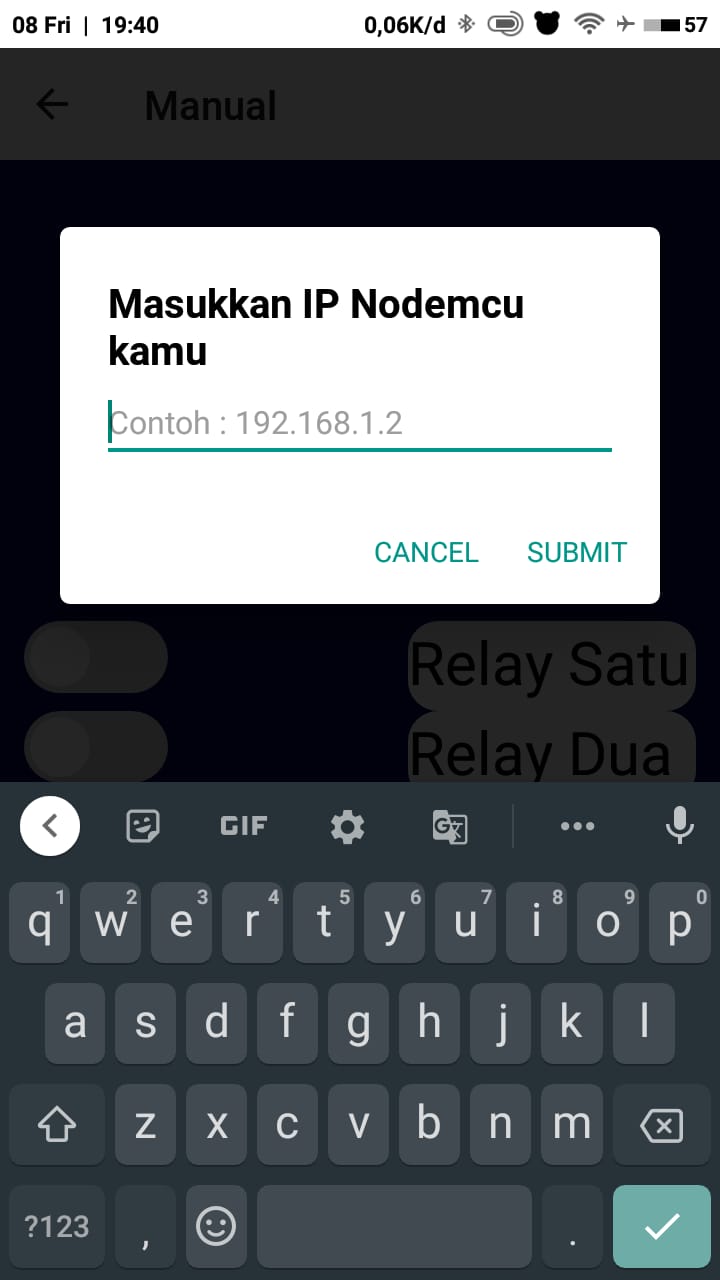 08 Fri | 19:40 0,06K/d 57
Manual
Masukkan IP Nodemcu
kamu
Contoh : 192.168.1.2
CANCEL SUBMIT
Relay Satu
Relay Dua
GIF G
1 2 3 4 5 6 7 8 9 0
q w e r t y u i o p
a s d f g h j k l
z x c v b n m
?123 , .